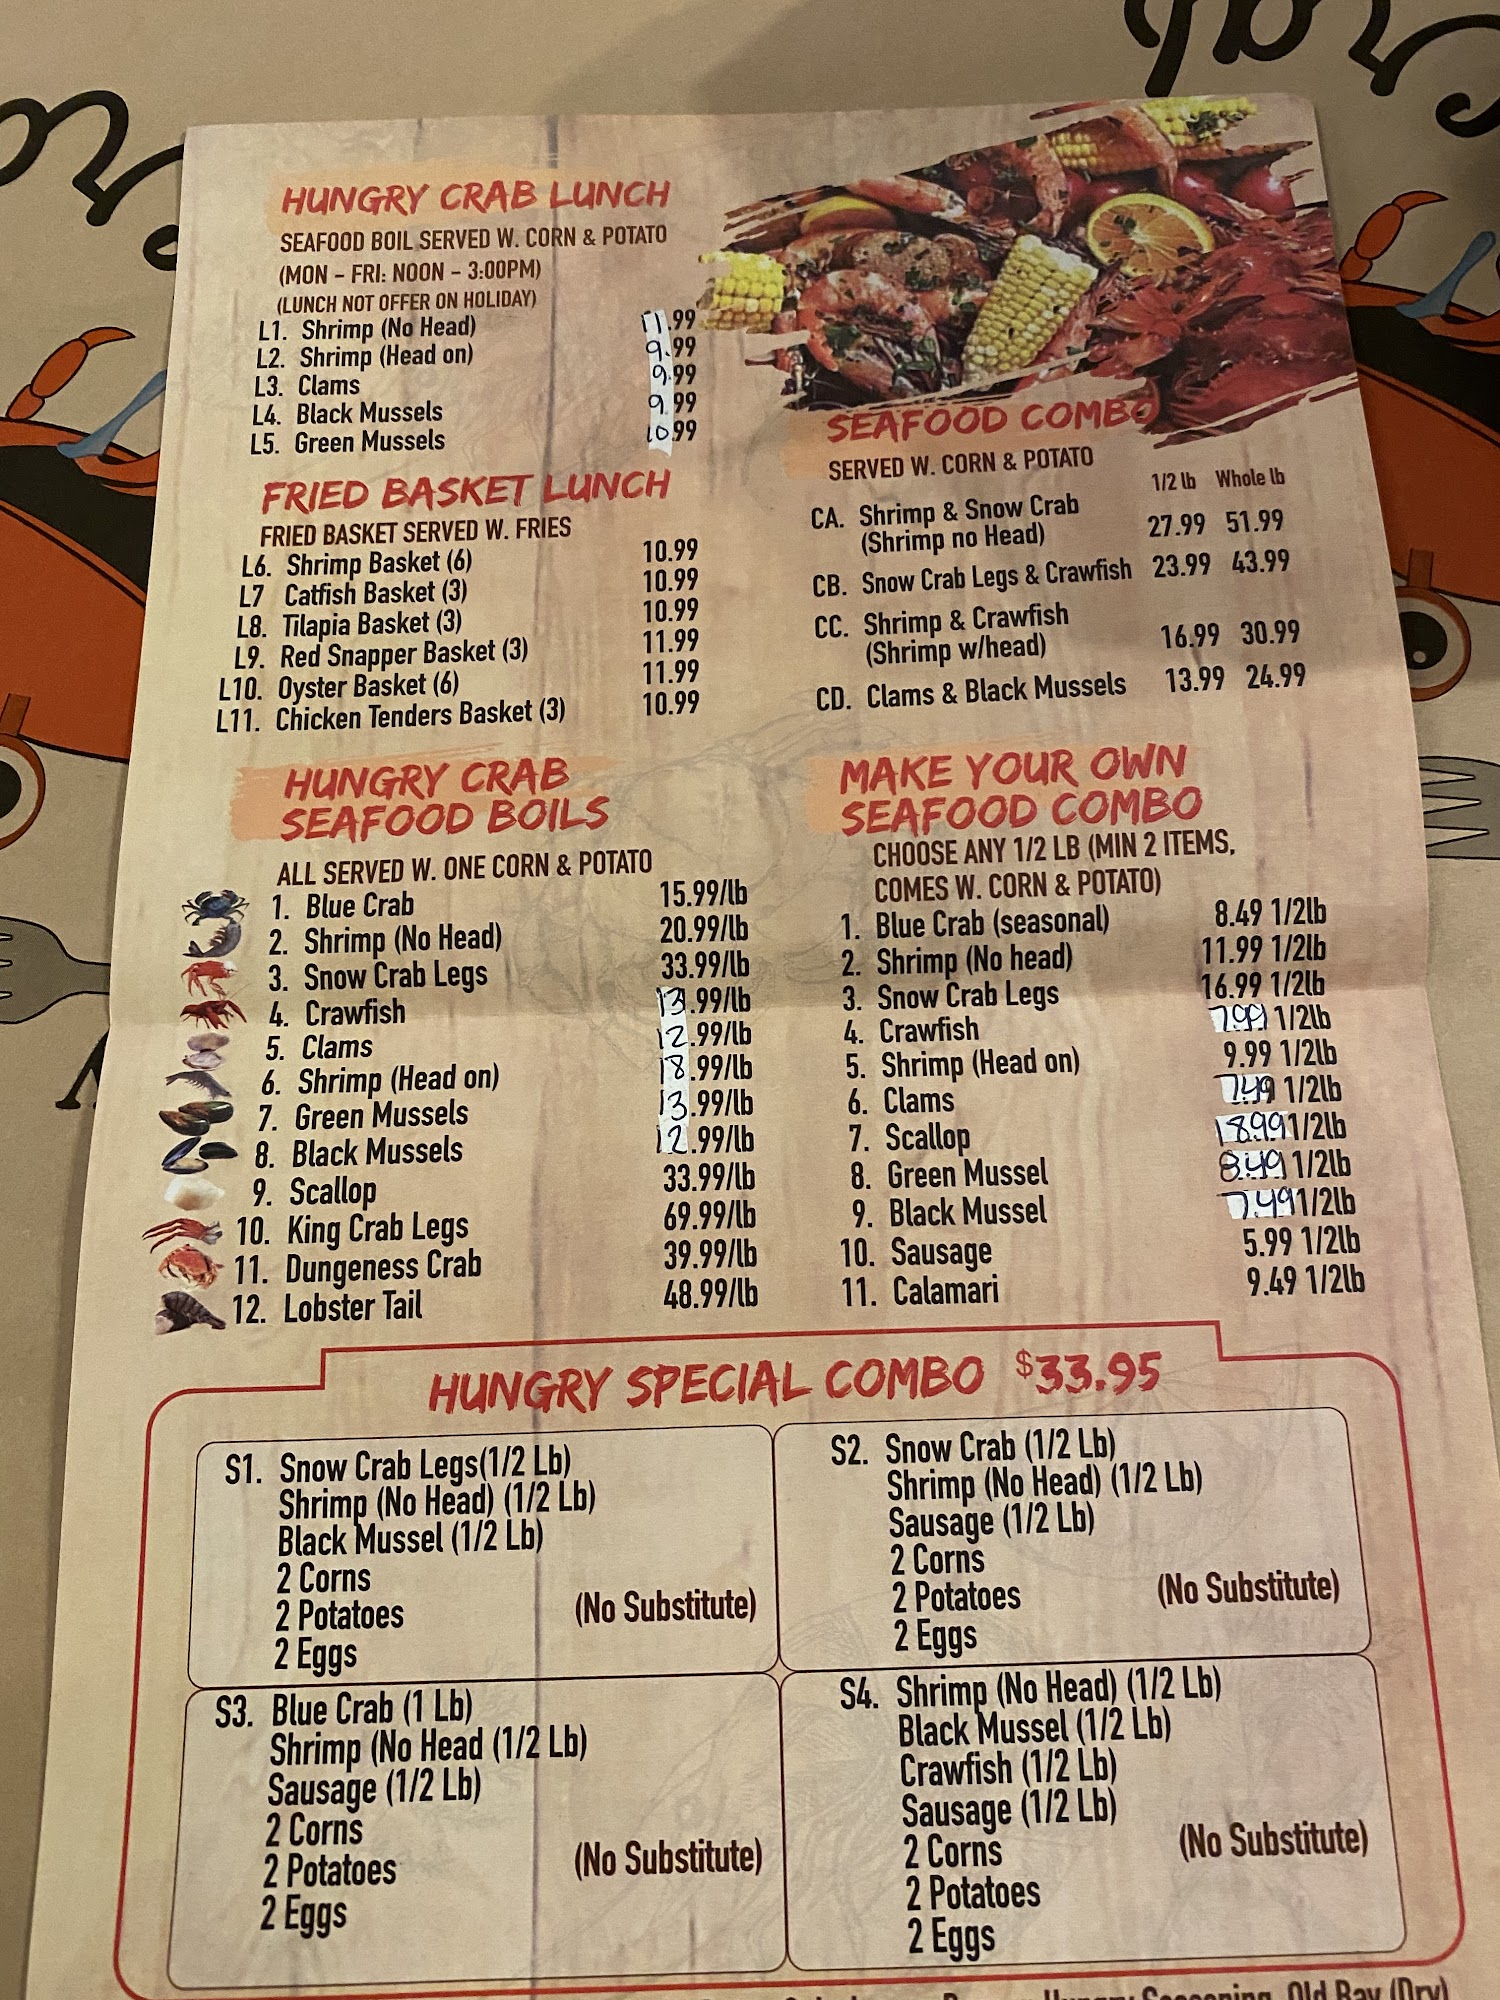 HUNGRY CRAB LUNCH
SEAFOOD BOIL SERVED W. CORN & POTATO
(MON - FRI: NOON - 3:00PM)
(LUNCH NOT OFFER ON HOLIDAY)
L1. Shrimp (No Head) 11.99
L2. Shrimp (Head on) 9.99
L3. Clams 9.99
L4. Black Mussels 9.99
L5. Green Mussels 10.99
FRIED BASKET LUNCH
FRIED BASKET SERVED W. FRIES
L6. Shrimp Basket (6) 10.99
L7 Catfish Basket (3) 10.99
L8. Tilapia Basket (3) 10.99
L9. Red Snapper Basket (3) 11.99
L10. Oyster Basket (6) 11.99
L11. Chicken Tenders Basket (3) 10.99
SEAFOOD COMBO
SERVED W. CORN & POTATO
1/2 lb Whole lb
CA. Shrimp & Snow Crab
(Shrimp no Head) 27.99 51.99
CB. Snow Crab Legs & Crawfish 23.99 43.99
CC. Shrimp & Crawfish
(Shrimp w/head) 16.99 30.99
CD. Clams & Black Mussels 13.99 24.99
HUNGRY CRAB
SEAFOOD BOILS
ALL SERVED W. ONE CORN & POTATO
1. Blue Crab 15.99/lb
2. Shrimp (No Head) 20.99/lb
3. Snow Crab Legs 33.99/lb
4. Crawfish 13.99/lb
5. Clams 12.99/lb
6. Shrimp (Head on) 18.99/lb
7. Green Mussels 13.99/lb
8. Black Mussels 12.99/lb
9. Scallop 33.99/lb
10. King Crab Legs 69.99/lb
11. Dungeness Crab 39.99/lb
12. Lobster Tail 48.99/lb
MAKE YOUR OWN
SEAFOOD COMBO
CHOOSE ANY 1/2 LB (MIN 2 ITEMS,
COMES W. CORN & POTATO)
1. Blue Crab (seasonal) 8.49 1/2lb
2. Shrimp (No head) 11.99 1/2lb
3. Snow Crab Legs 16.99 1/2lb
4. Crawfish 7.99 1/2lb
5. Shrimp (Head on) 9.99 1/2lb
6. Clams 7.49 1/2lb
7. Scallop 18.99 1/2lb
8. Green Mussel 8.49 1/2lb
9. Black Mussel 7.49 1/2lb
10. Sausage 5.99 1/2lb
11. Calamari 9.49 1/2lb
HUNGRY SPECIAL COMBO $33.95
S1. Snow Crab Legs(1/2 Lb)
Shrimp (No Head) (1/2 Lb)
Black Mussel (1/2 Lb)
2 Corns
2 Potatoes (No Substitute)
2 Eggs
S2. Snow Crab (1/2 Lb)
Shrimp (No Head) (1/2 Lb)
Sausage (1/2 Lb)
2 Corns
2 Potatoes (No Substitute)
2 Eggs
S3. Blue Crab (1 Lb)
Shrimp (No Head (1/2 Lb)
Sausage (1/2 Lb)
2 Corns
2 Potatoes (No Substitute)
2 Eggs
S4. Shrimp (No Head) (1/2 Lb)
Black Mussel (1/2 Lb)
Crawfish (1/2 Lb)
Sausage (1/2 Lb)
2 Corns (No Substitute)
2 Potatoes
2 Eggs
Hungry Seasoning, Old Bay (Dry)